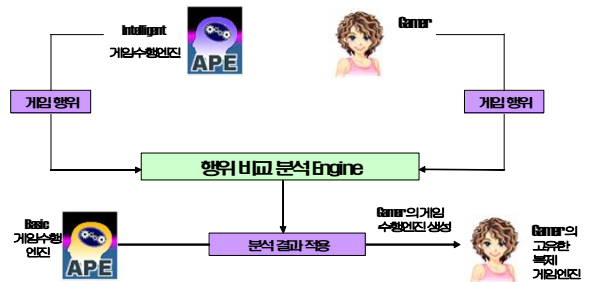 Intelligent
게임수행엔진
APE
Gamer
게임 행위
게임 행위
행위 비교 분석 Engine
Basic
게임수행
엔진
APE
분석 결과 적용
Gamer의 게임
수행엔진 생성
Gamer의
고유한
복제
게임엔진